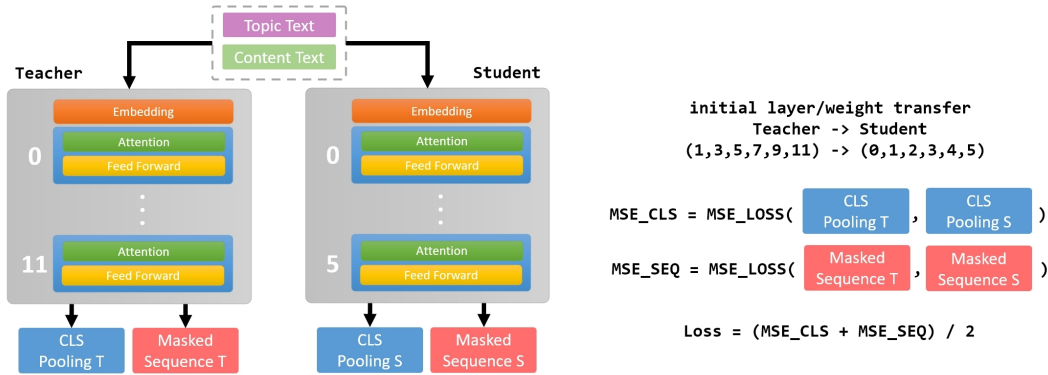 Topic Text
Content Text
Teacher
Student
Embedding
0
Attention
Feed Forward
11
Attention
Feed Forward
CLS
Pooling T
Masked
Sequence T
Embedding
0
Attention
Feed Forward
5
Attention
Feed Forward
CLS
Pooling S
Masked
Sequence S
initial layer/weight transfer
Teacher -> Student
(1,3,5,7,9,11) -> (0,1,2,3,4,5)
MSE_CLS = MSE_LOSS( CLS Pooling T , CLS Pooling S )
MSE_SEQ = MSE_LOSS( Masked Sequence T , Masked Sequence S )
Loss = (MSE_CLS + MSE_SEQ) / 2